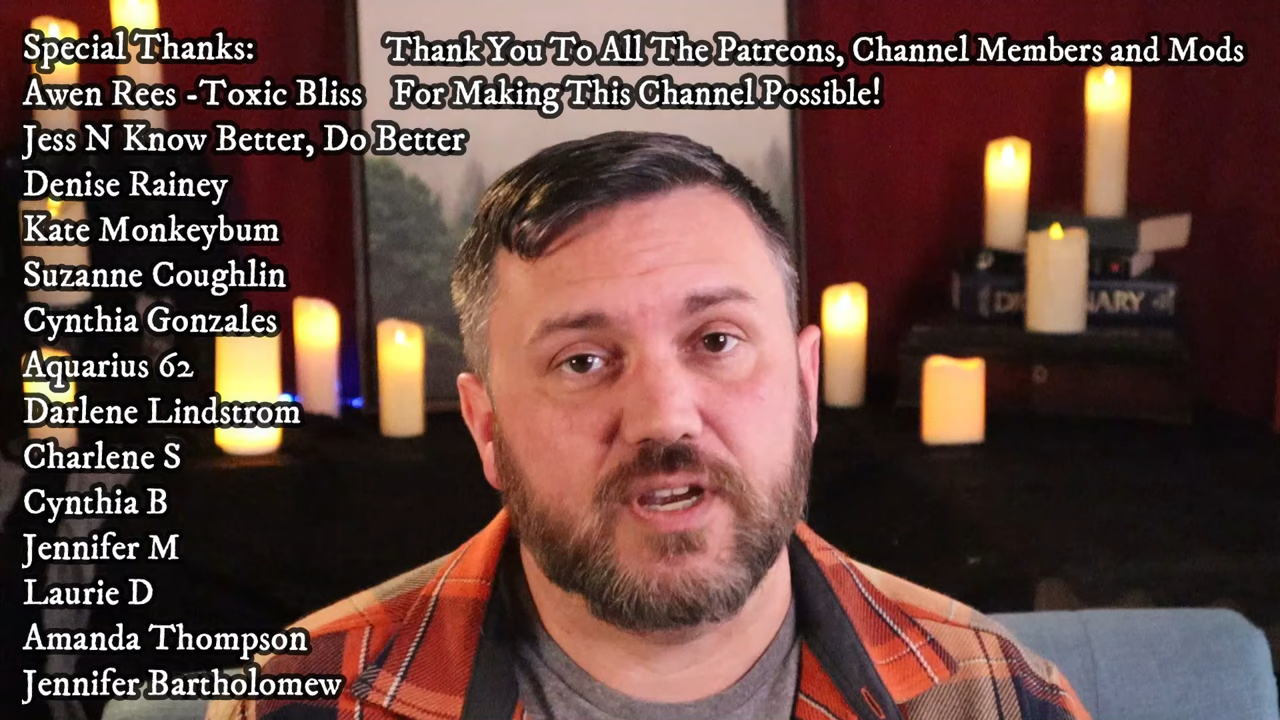 Special Thanks:
Awen Rees -Toxic Bliss
Jess N Know Better, Do Better
Denise Rainey
Kate Monkeybum
Suzanne Coughlin
Cynthia Gonzales
Aquarius 62
Darlene Lindstrom
Charlene S
Cynthia B
Jennifer M
Laurie D
Amanda Thompson
Jennifer Bartholomew
Thank You To All The Patreons, Channel Members and Mods
For Making This Channel Possible!